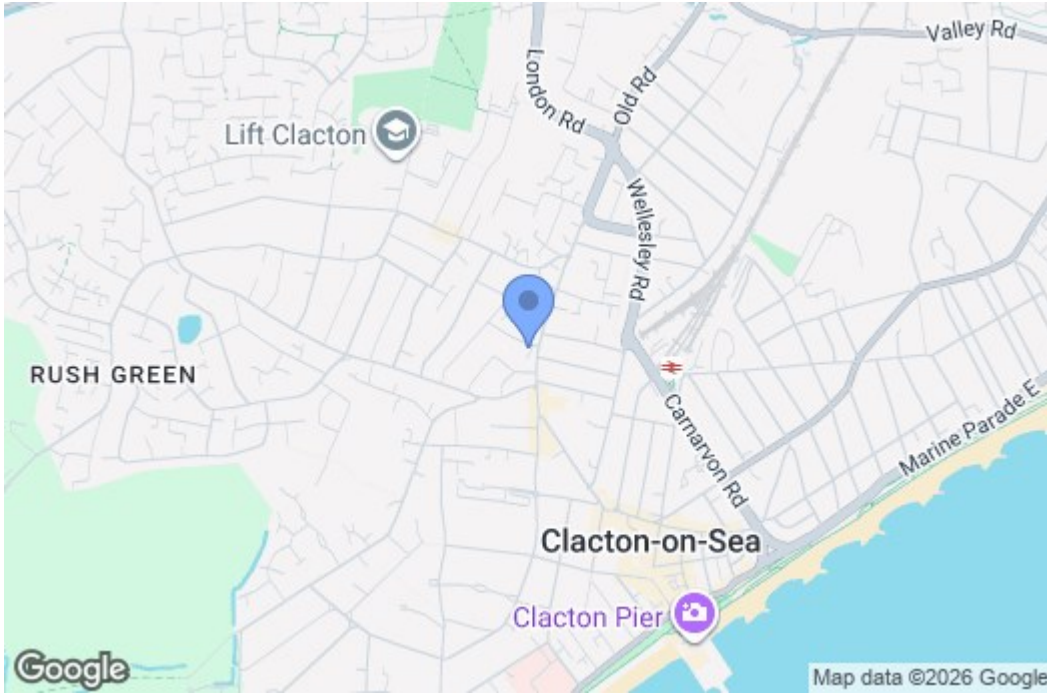 Valley Rd
London Rd
Old Rd
Lift Clacton
Wellesley Rd
RUSH GREEN
Carnarvon Rd
Marine Parade E
Clacton-on-Sea
Clacton Pier
Google
Map data ©2026 Google